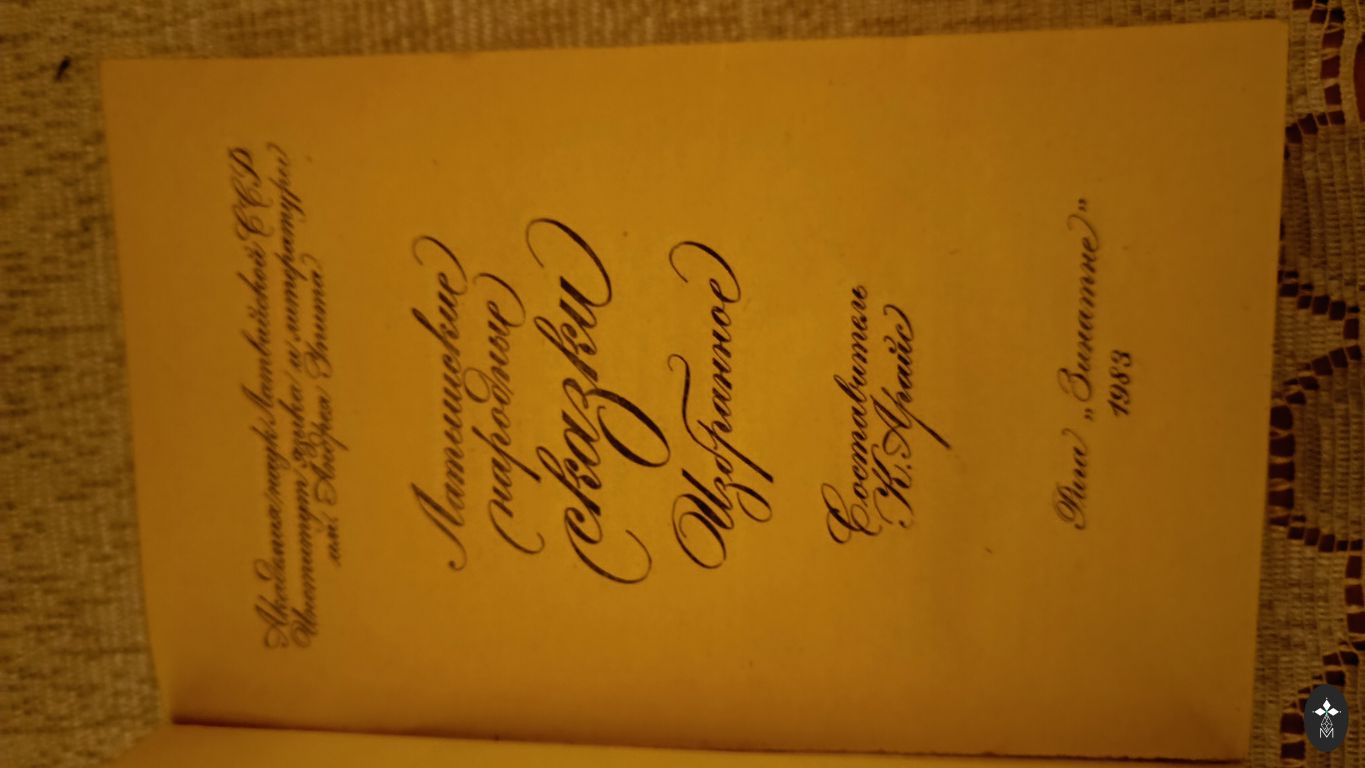 Академия наук Латвийской ССР
Институт языка и литературы
им. Андрея Упита
Латышские
народные
сказки
Избранное
Составитель
К. Арайс
Рига „Зинатне”
1983
M